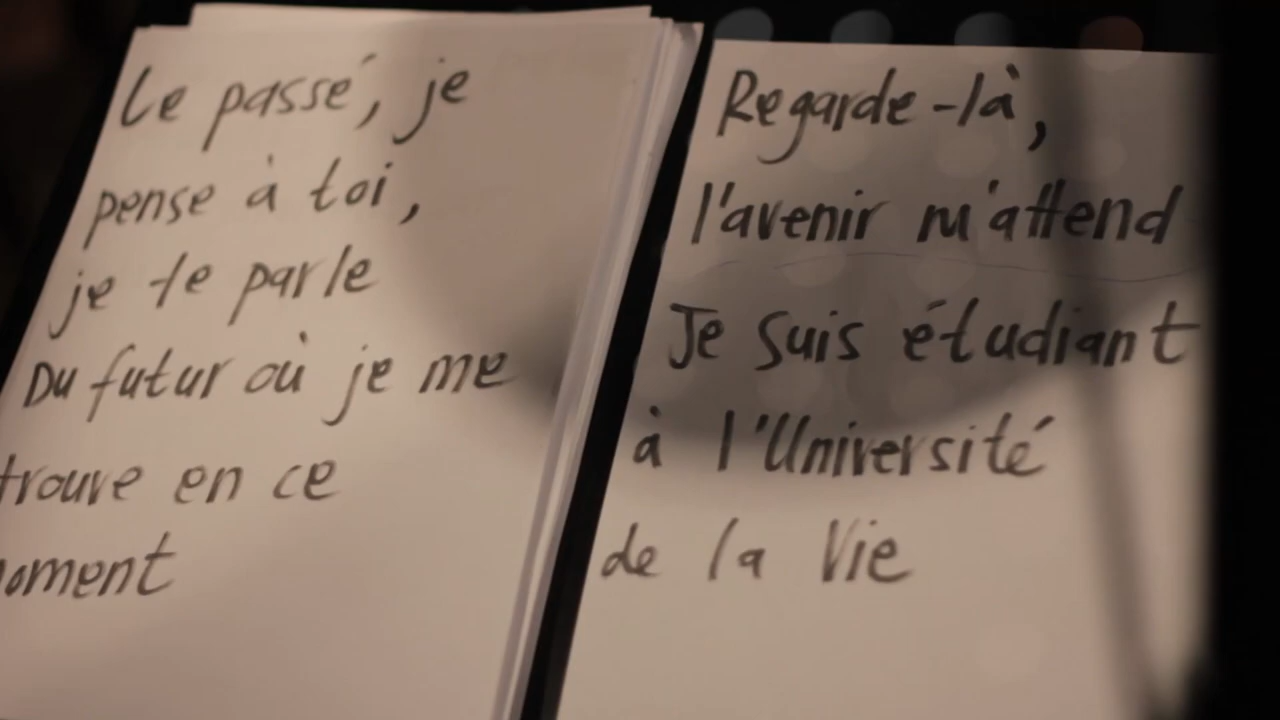 Le passé, je
pense à toi,
je te parle
Du futur où je me
trouve en ce
moment
Regarde-là,
l'avenir m'attend
Je suis étudiant
à l'Université
de la Vie